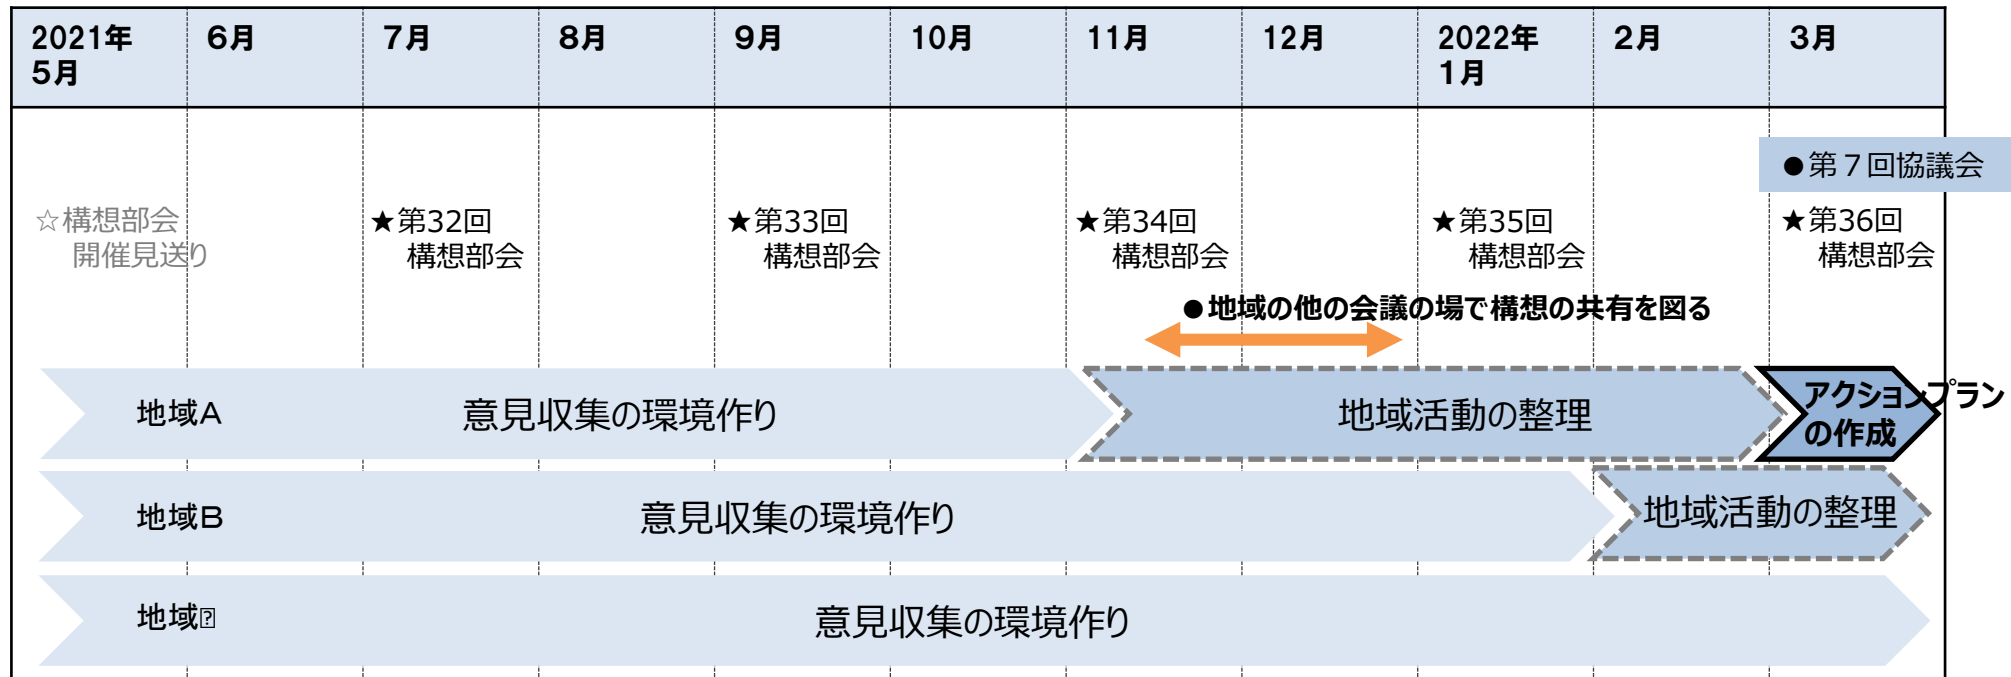 2021年
５月
６月
７月
８月
９月
10月
11月
12月
2022年
１月
２月
３月
●第７回協議会
☆構想部会
開催見送り
★第32回
構想部会
★第33回
構想部会
★第34回
構想部会
★第35回
構想部会
★第36回
構想部会
●地域の他の会議の場で構想の共有を図る
地域Ａ
意見収集の環境作り
地域活動の整理
アクションプラン
の作成
地域Ｂ
意見収集の環境作り
地域活動の整理
地域
意見収集の環境作り